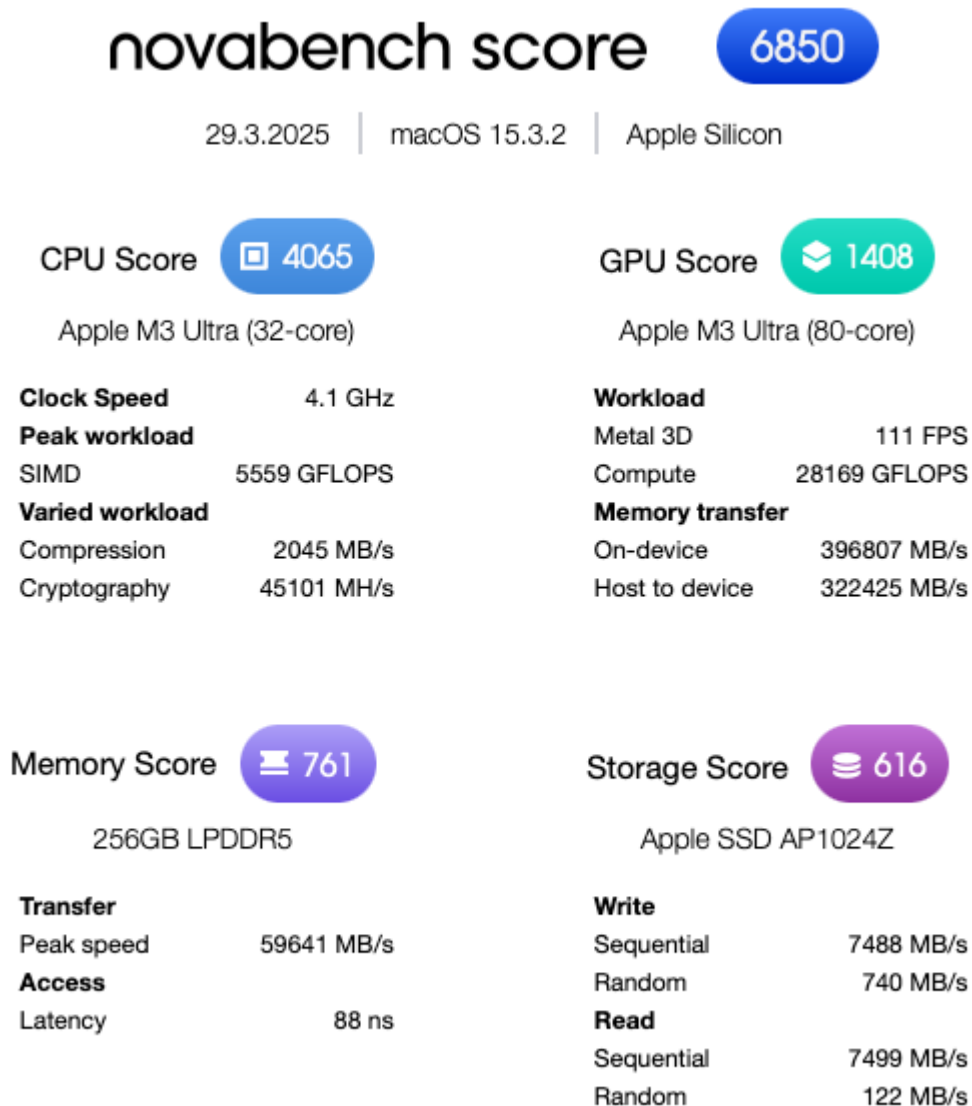 novabench score 6850
29.3.2025 macOS 15.3.2 Apple Silicon
CPU Score 4065
Apple M3 Ultra (32-core)
Clock Speed 4.1 GHz
Peak workload
SIMD 5559 GFLOPS
Varied workload
Compression 2045 MB/s
Cryptography 45101 MH/s
GPU Score 1408
Apple M3 Ultra (80-core)
Workload
Metal 3D 111 FPS
Compute 28169 GFLOPS
Memory transfer
On-device 396807 MB/s
Host to device 322425 MB/s
Memory Score 761
256GB LPDDR5
Transfer
Peak speed 59641 MB/s
Access
Latency 88 ns
Storage Score 616
Apple SSD AP1024Z
Write
Sequential 7488 MB/s
Random 740 MB/s
Read
Sequential 7499 MB/s
Random 122 MB/s